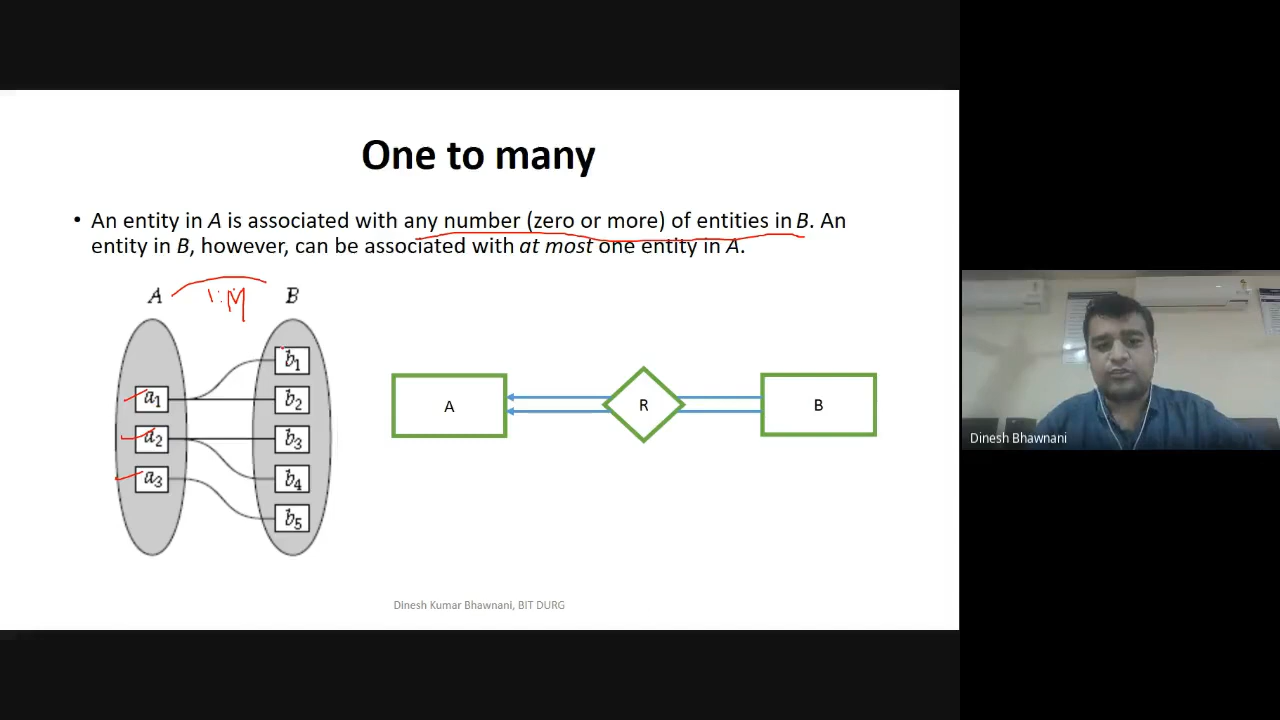 One to many
• An entity in A is associated with any number (zero or more) of entities in B. An
entity in B, however, can be associated with at most one entity in A.
A 1:M B
a1
a2
a3
b1
b2
b3
b4
b5
A R B
Dinesh Kumar Bhawnani, BIT DURG
Dinesh Bhawnani